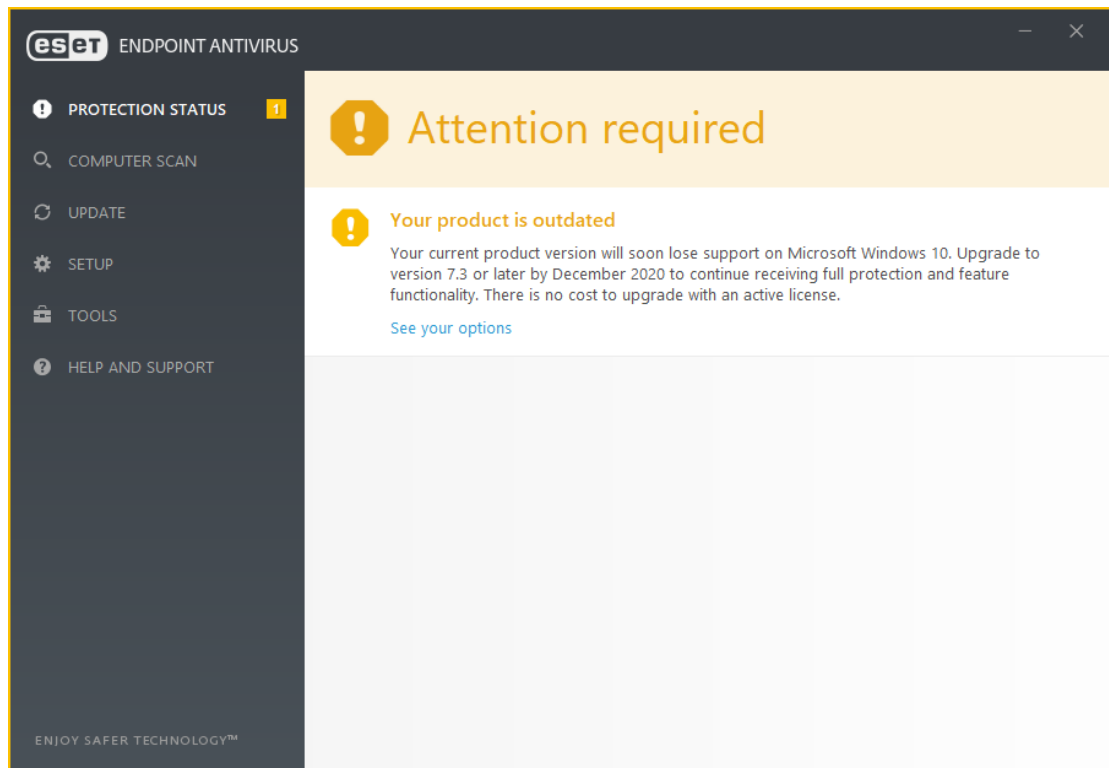 eset ENDPOINT ANTIVIRUS
PROTECTION STATUS 1
COMPUTER SCAN
UPDATE
SETUP
TOOLS
HELP AND SUPPORT
ENJOY SAFER TECHNOLOGY™
Attention required
Your product is outdated
Your current product version will soon lose support on Microsoft Windows 10. Upgrade to
version 7.3 or later by December 2020 to continue receiving full protection and feature
functionality. There is no cost to upgrade with an active license.
See your options